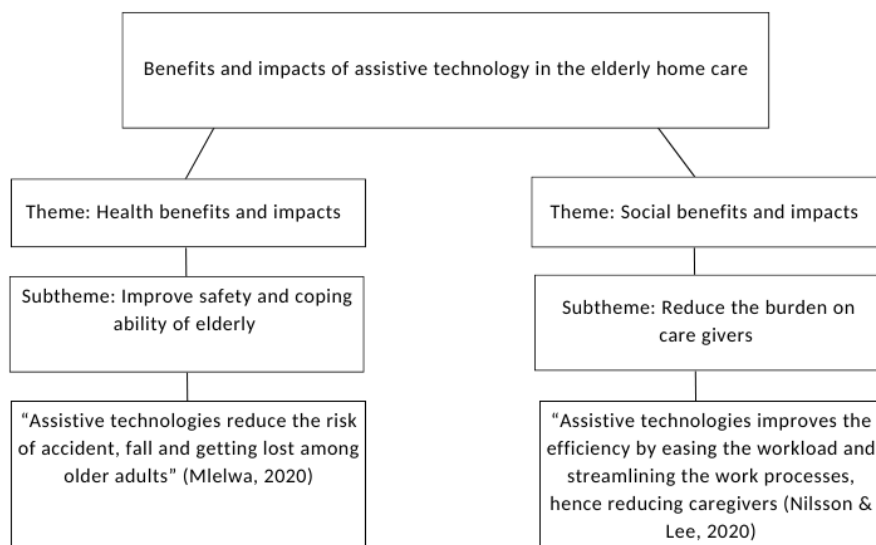 Benefits and impacts of assistive technology in the elderly home care
Theme: Health benefits and impacts
Theme: Social benefits and impacts
Subtheme: Improve safety and coping
ability of elderly
Subtheme: Reduce the burden on
care givers
“Assistive technologies reduce the risk
of accident, fall and getting lost among
older adults” (Mlelwa, 2020)
“Assistive technologies improves the
efficiency by easing the workload and
streamlining the work processes,
hence reducing caregivers (Nilsson &
Lee, 2020)